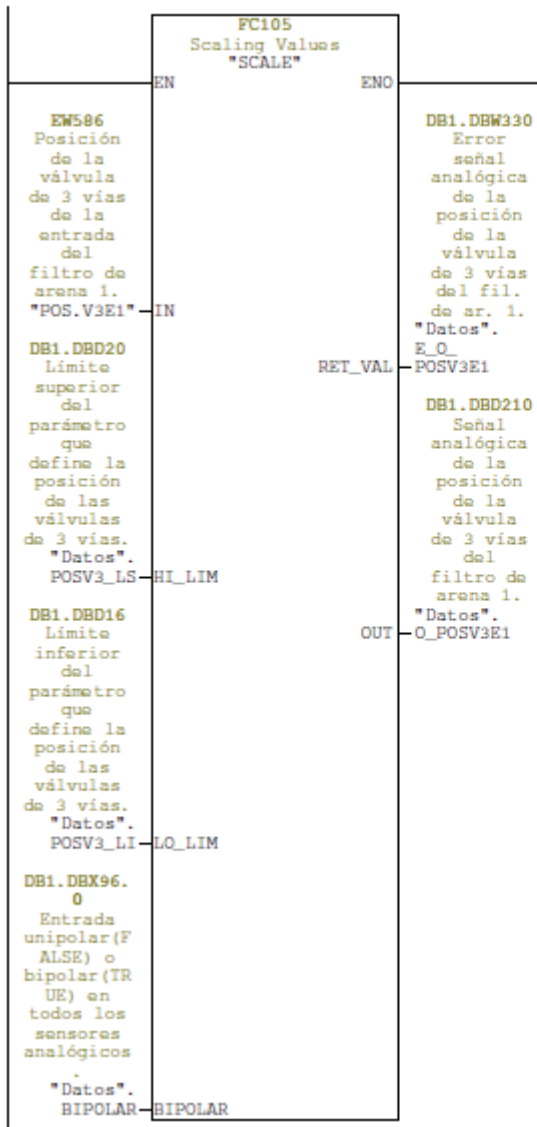 FC105
Scaling Values
"SCALE"
EN
ENO
EW586
Posición
de la
válvula
de 3 vías
de la
entrada
del
filtro de
arena 1.
"POS.V3E1"
IN
DB1.DBD20
Límite
superior
del
parámetro
que
define la
posición
de las
válvulas
de 3 vías.
"Datos".
POSV3_LS
HI_LIM
DB1.DBD16
Límite
inferior
del
parámetro
que
define la
posición
de las
válvulas
de 3 vías.
"Datos".
POSV3_LI
LO_LIM
DB1.DBX96.
0
Entrada
unipolar(F
ALSE) o
bipolar(TR
UE) en
todos los
sensores
analógicos
.
"Datos".
BIPOLAR
BIPOLAR
DB1.DBW330
Error
señal
analógica
de la
posición
de la
válvula
de 3 vías
del fil.
de ar. 1.
"Datos".
E_O_
RET_VAL
POSV3E1
DB1.DBD210
Señal
analógica
de la
posición
de la
válvula
de 3 vías
del
filtro de
arena 1.
"Datos".
OUT
O_POSV3E1